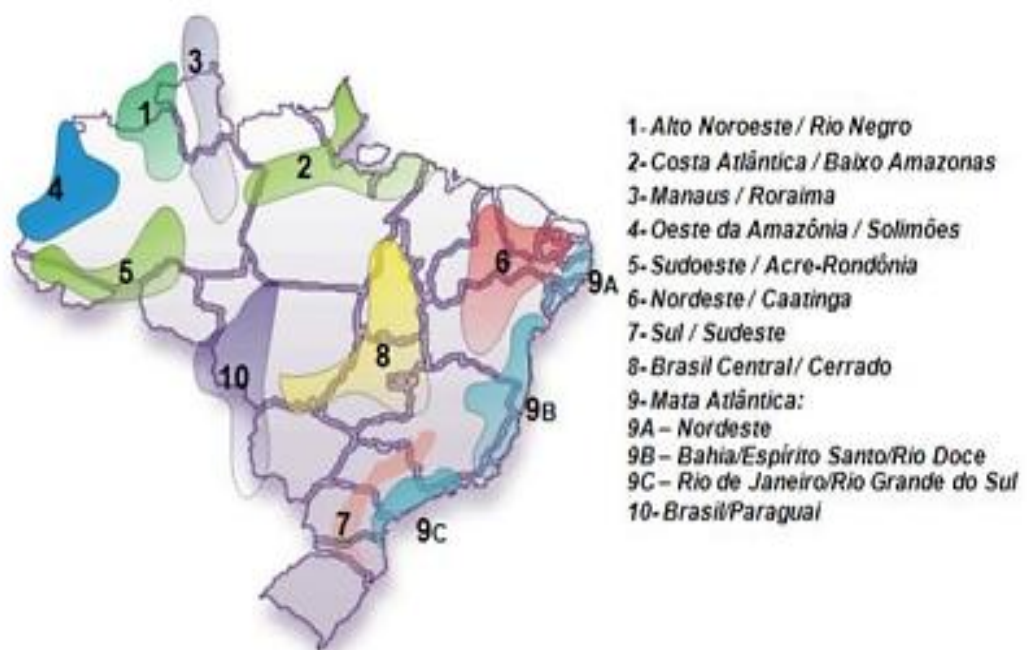 3
1
2
4
5
6
9A
8
10
9B
7
9C
1- Alto Noroeste / Rio Negro
2- Costa Atlântica / Baixo Amazonas
3- Manaus / Roraima
4- Oeste da Amazônia / Solimões
5- Sudoeste / Acre-Rondônia
6- Nordeste / Caatinga
7- Sul / Sudeste
8- Brasil Central / Cerrado
9- Mata Atlântica:
9A – Nordeste
9B – Bahia/Espírito Santo/Rio Doce
9C – Rio de Janeiro/Rio Grande do Sul
10- Brasil/Paraguai